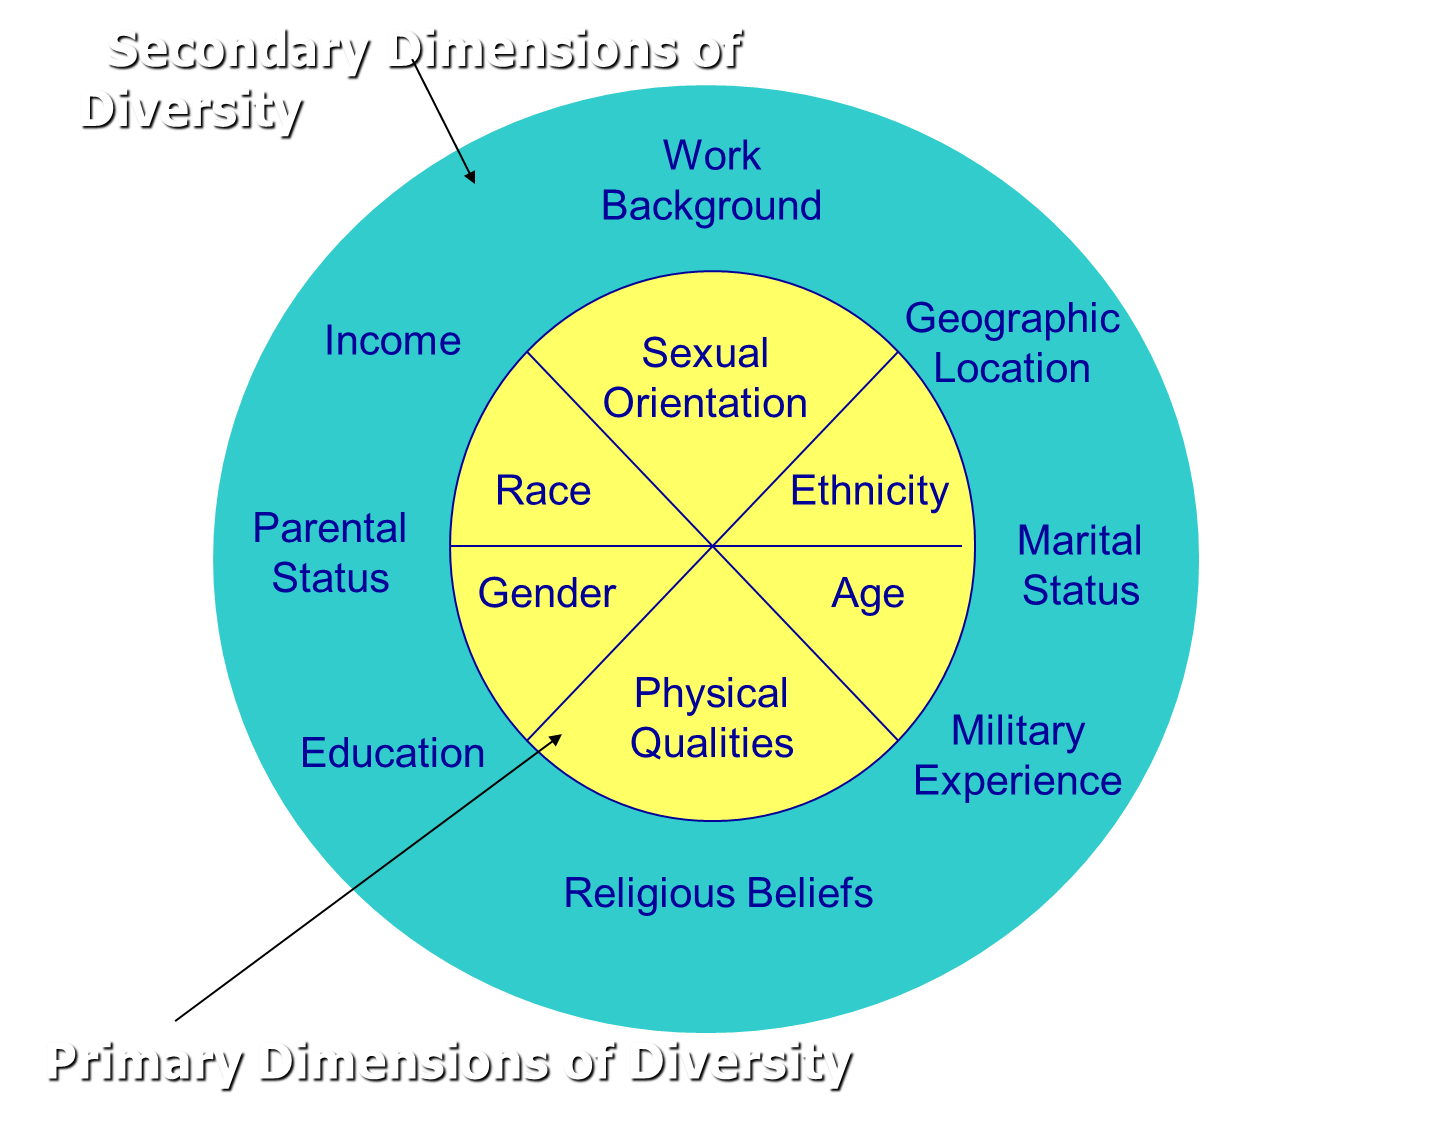 Secondary Dimensions of
Diversity
Work
Background
Geographic
Location
Income
Sexual
Orientation
Race
Ethnicity
Parental
Status
Marital
Status
Gender
Age
Physical
Qualities
Education
Military
Experience
Religious Beliefs
Primary Dimensions of Diversity